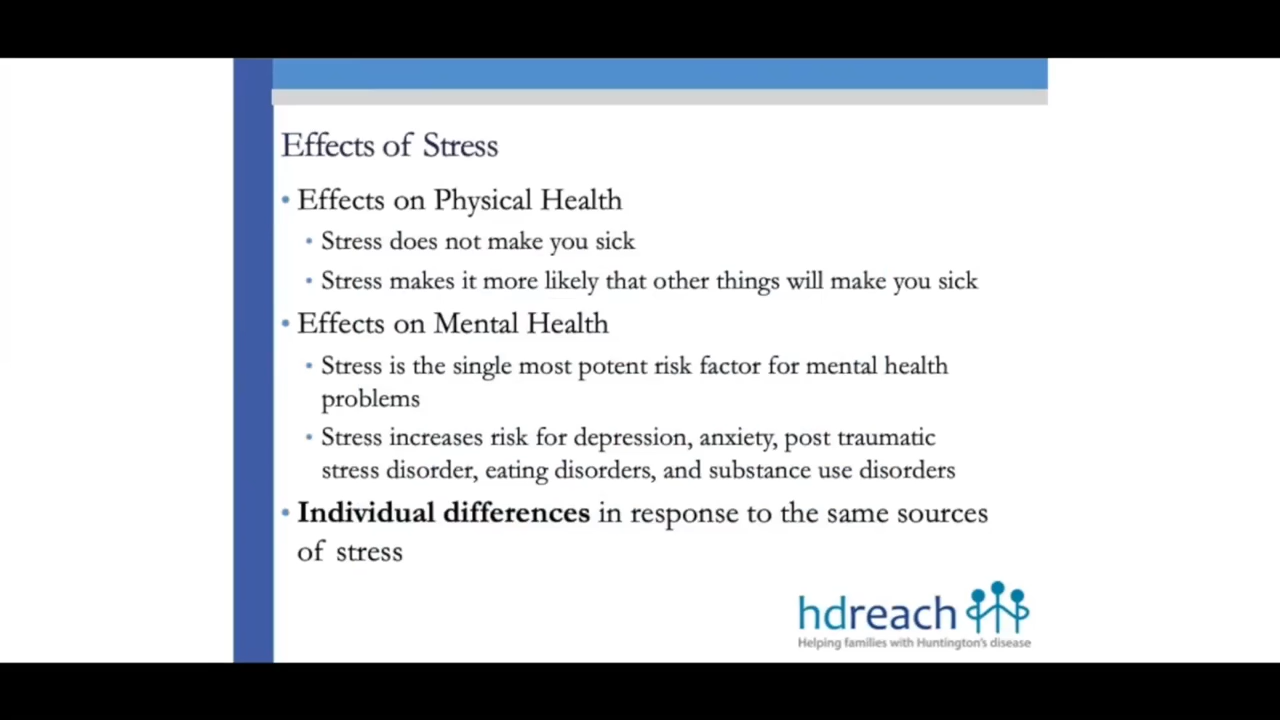 Effects of Stress
• Effects on Physical Health
• Stress does not make you sick
• Stress makes it more likely that other things will make you sick
• Effects on Mental Health
• Stress is the single most potent risk factor for mental health
problems
• Stress increases risk for depression, anxiety, post traumatic
stress disorder, eating disorders, and substance use disorders
• Individual differences in response to the same sources
of stress
hdreach
Helping families with Huntington's disease